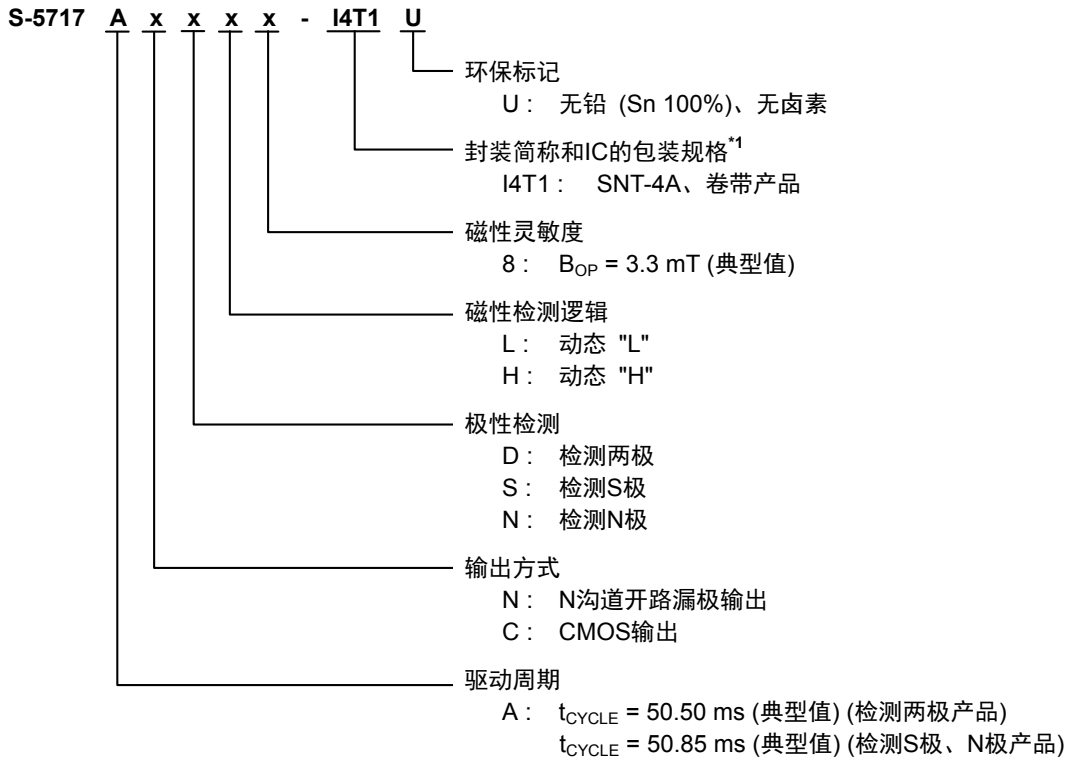 S-5717 A x x x x - I4T1 U
环保标记
U : 无铅 (Sn 100%)、无卤素
封装简称和IC的包装规格*1
I4T1 : SNT-4A、卷带产品
磁性灵敏度
8 : BOP = 3.3 mT (典型值)
磁性检测逻辑
L : 动态 "L"
H : 动态 "H"
极性检测
D : 检测两极
S : 检测S极
N : 检测N极
输出方式
N : N沟道开路漏极输出
C : CMOS输出
驱动周期
A : tCYCLE = 50.50 ms (典型值) (检测两极产品)
tCYCLE = 50.85 ms (典型值) (检测S极、N极产品)